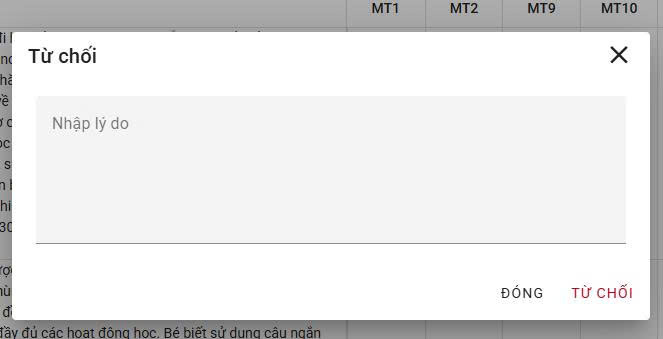 MT1 MT2 MT9 MT10
Từ chối
Nhập lý do
ĐÓNG TỪ CHỐI
đầy đủ các hoạt động học. Bé biết sử dụng câu ngắn